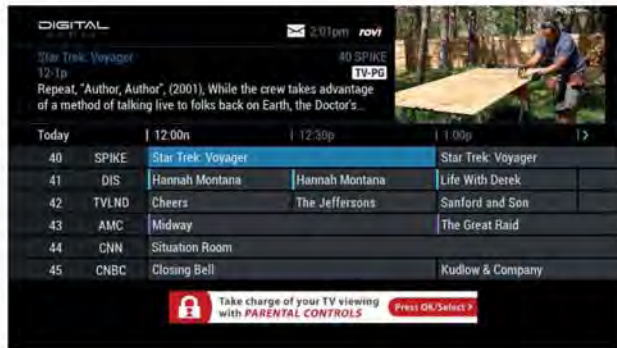 DIGITAL
2:01pm rovi
Star Trek: Voyager 40 SPIKE
12-1p TV-PG
Repeat, "Author, Author", (2001), While the crew takes advantage
of a method of talking live to folks back on Earth, the Doctor's...
Today 12:00n 12:30p 1:00p
40 SPIKE Star Trek: Voyager Star Trek: Voyager
41 DIS Hannah Montana Hannah Montana Life With Derek
42 TVLND Cheers The Jeffersons Sanford and Son
43 AMC Midway The Great Raid
44 CNN Situation Room
45 CNBC Closing Bell Kudlow & Company
Take charge of your TV viewing
with PARENTAL CONTROLS
Press OK/Select >